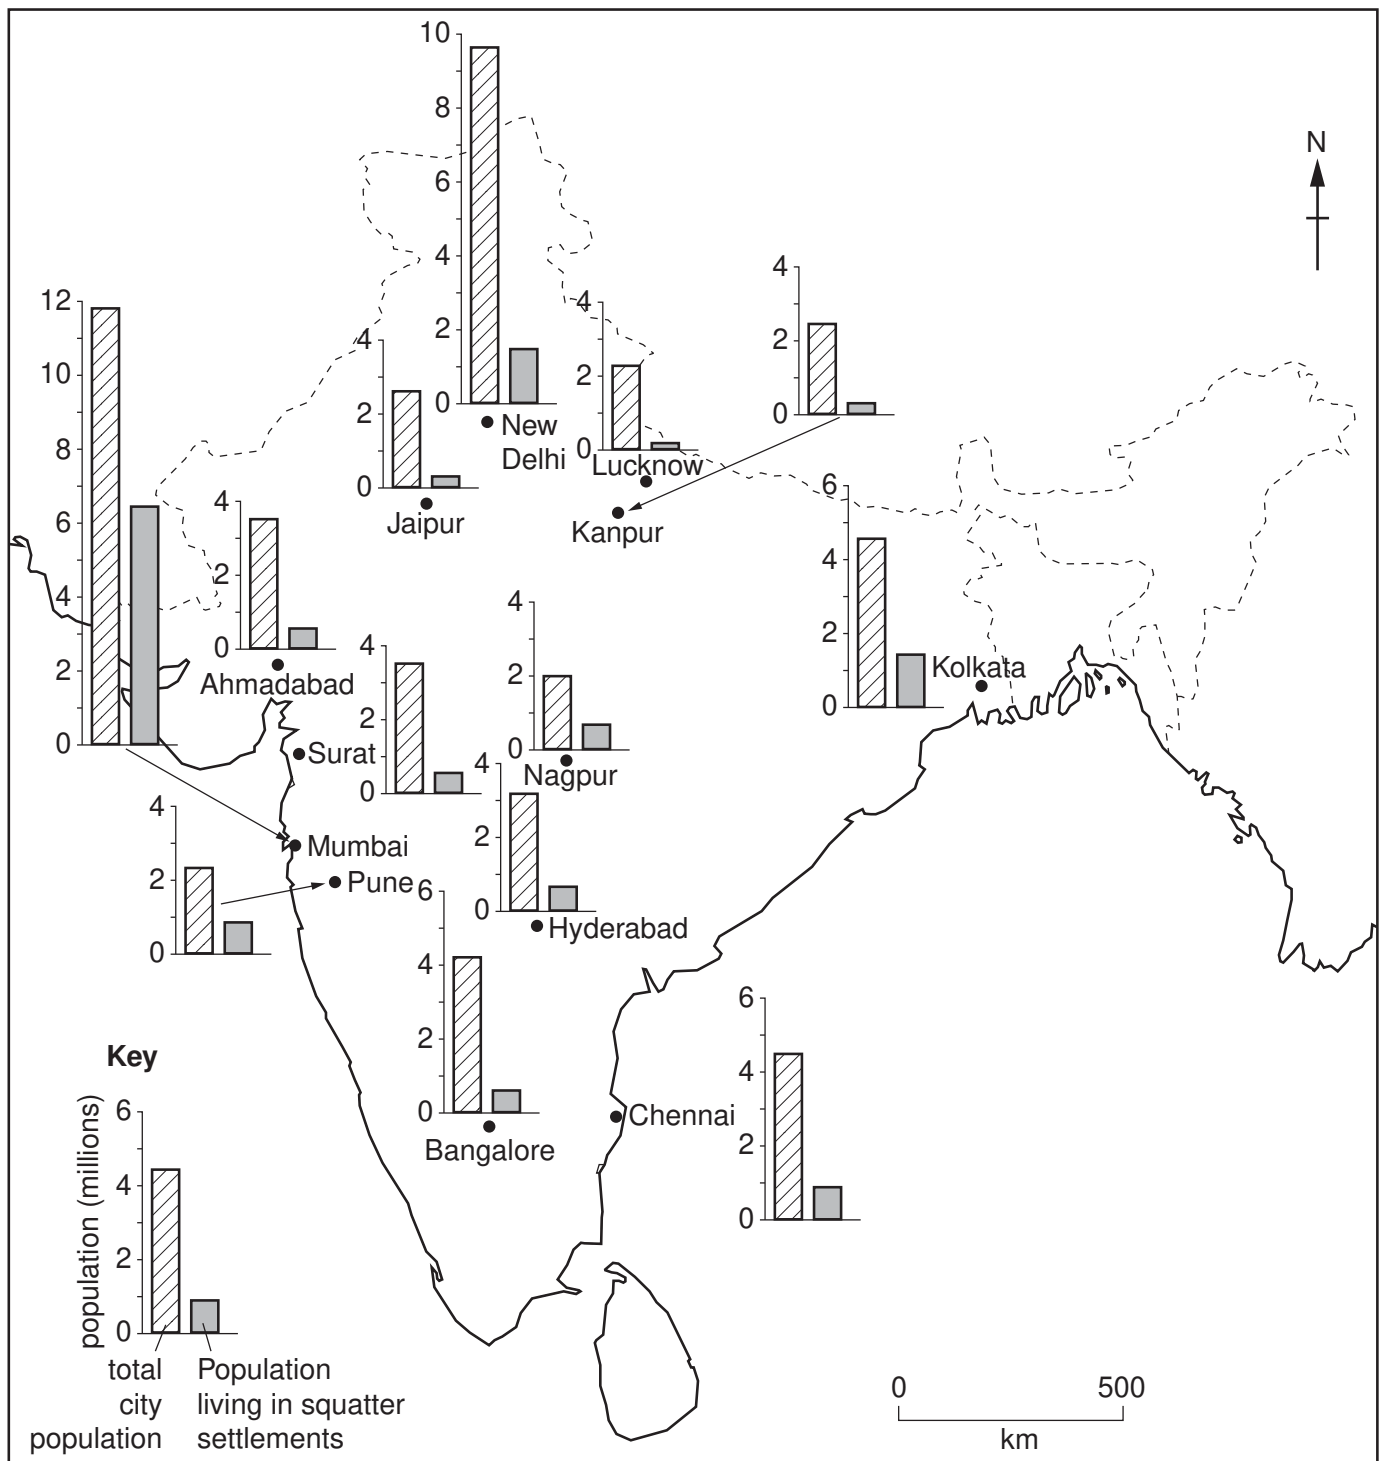 10
8
6
4
2
0
New
Delhi
N
4
2
0
12
10
8
6
4
2
0
4
2
0
Jaipur
4
2
0
Lucknow
Kanpur
6
4
2
0
Kolkata
4
2
0
Ahmadabad
4
2
0
Surat
4
2
0
Nagpur
4
2
0
Hyderabad
Mumbai
4
2
0
Pune
6
4
2
0
Bangalore
6
4
2
0
Chennai
Key
population (millions)
6
4
2
0
total
city
population
Population
living in squatter
settlements
0 500
km